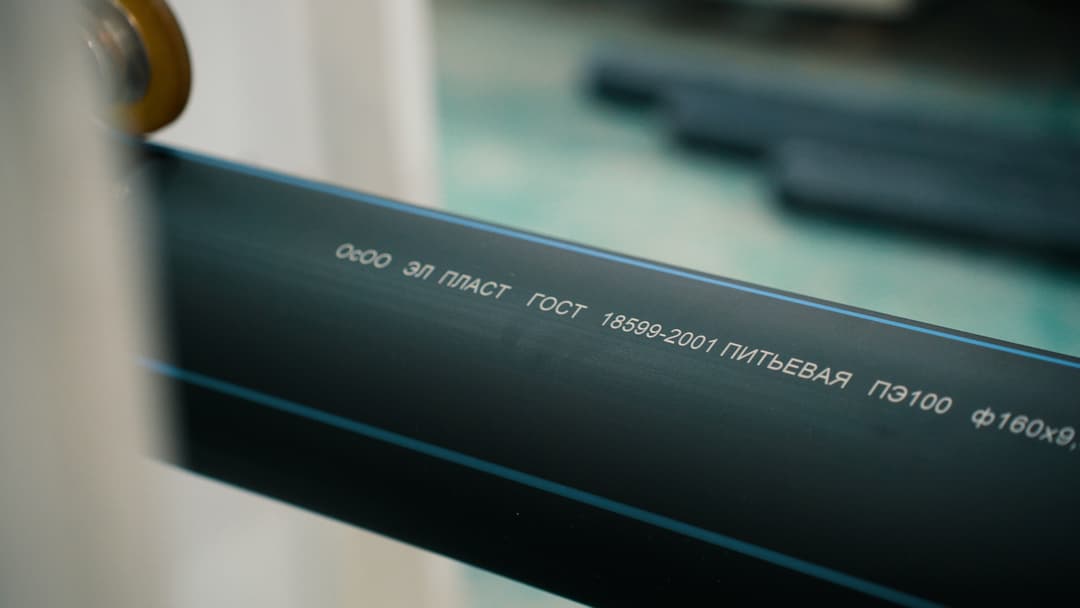 ОсОО ЭЛ ПЛАСТ ГОСТ 18599-2001 ПИТЬЕВАЯ ПЭ100 ф160х9,